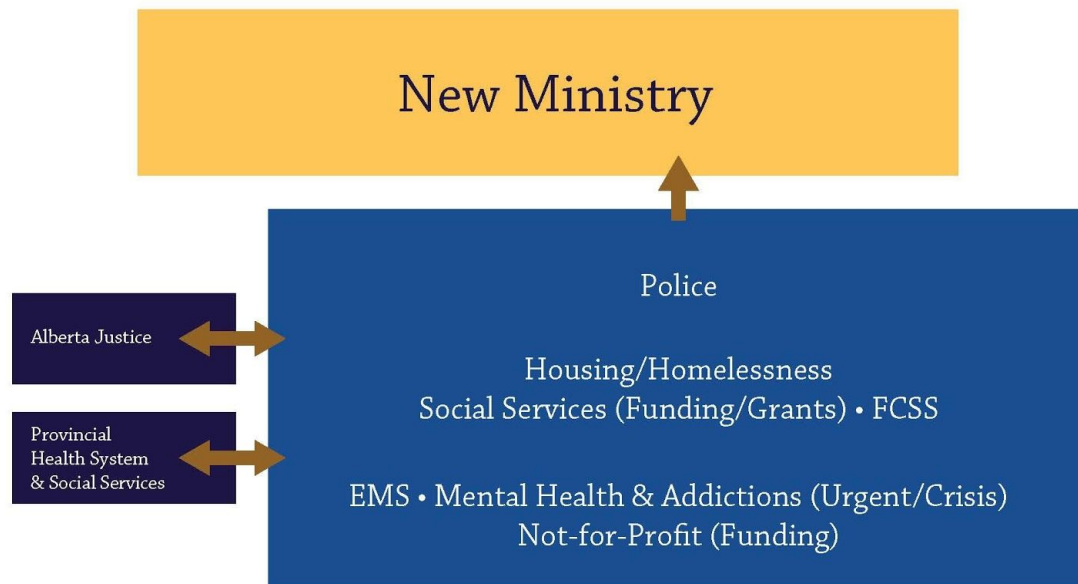 New Ministry
Police
Alberta Justice
Housing/Homelessness
Social Services (Funding/Grants) • FCSS
Provincial
Health System
& Social Services
EMS • Mental Health & Addictions (Urgent/Crisis)
Not-for-Profit (Funding)